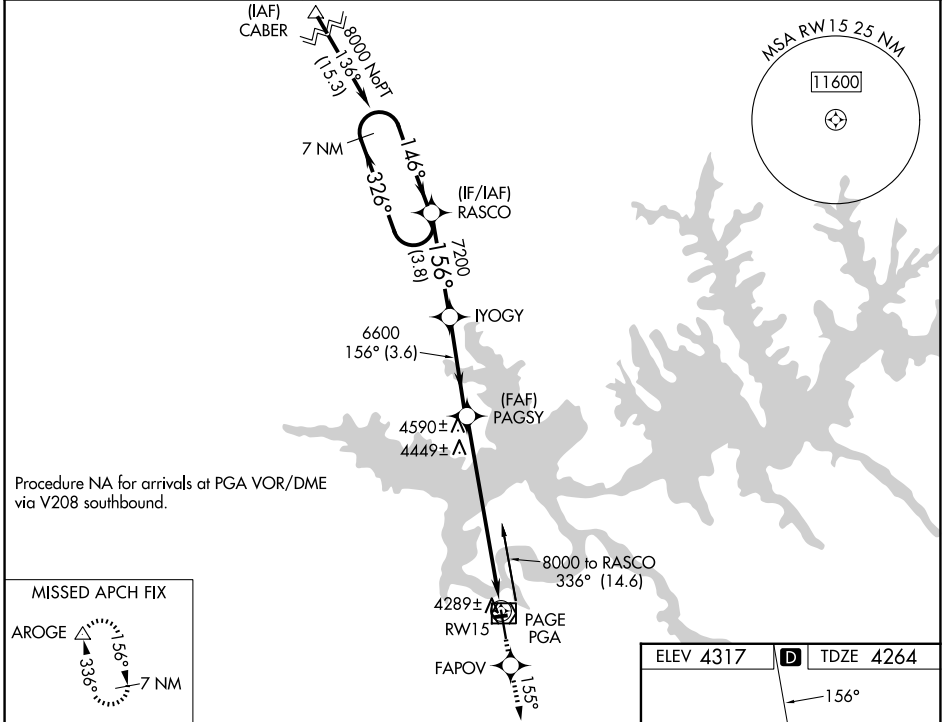 (IAF)
CABER
8000 NoPT
136°
(15.3)
MSA RW15 25 NM
11600
7 NM
146°
326°
(IF/IAF)
RASCO
7200
156°
(3.8)
IYOGY
6600
156° (3.6)
(FAF)
PAGSY
4590±
4449±
Procedure NA for arrivals at PGA VOR/DME
via V208 southbound.
8000 to RASCO
336° (14.6)
MISSED APCH FIX
AROGE
156°
336°
7 NM
4289±
RW15
PAGE
PGA
FAPOV
155°
ELEV 4317
D
TDZE 4264
156°